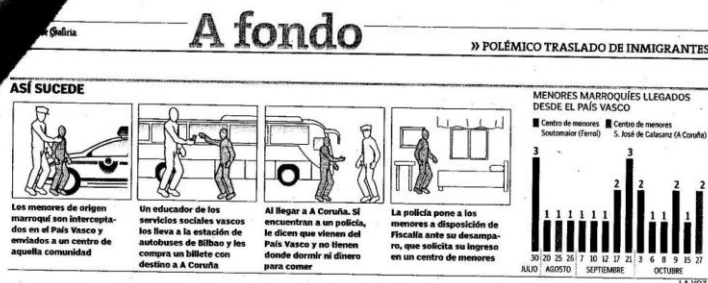 de Galicia
A fondo
» POLÉMICO TRASLADO DE INMIGRANTES
ASÍ SUCEDE
Los menores de origen
marroquí son intercepta-
dos en el País Vasco y
enviados a un centro de
aquella comunidad
Un educador de los
servicios sociales vascos
los lleva a la estación de
autobuses de Bilbao y les
compra un billete con
destino a A Coruña
Al llegar a A Coruña. Si
encuentran a un policía,
le dicen que vienen del
País Vasco y no tienen
donde dormir ni dinero
para comer
La policía pone a los
menores a disposición de
Fiscalía ante su desampa-
ro, que solicita su ingreso
en un centro de menores
MENORES MARROQUÍES LLEGADOS
DESDE EL PAÍS VASCO
Centro de menores Soutomaior (Ferrol)
Centro de menores S. José de Calasanz (A Coruña)
3 1 1 1 1 1 1 2 3 2 1 1 2 1 2
30 20 25 26 7 10 12 17 21 3 6 8 9 15 27
JULIO AGOSTO SEPTIEMBRE OCTUBRE
LA VOZ